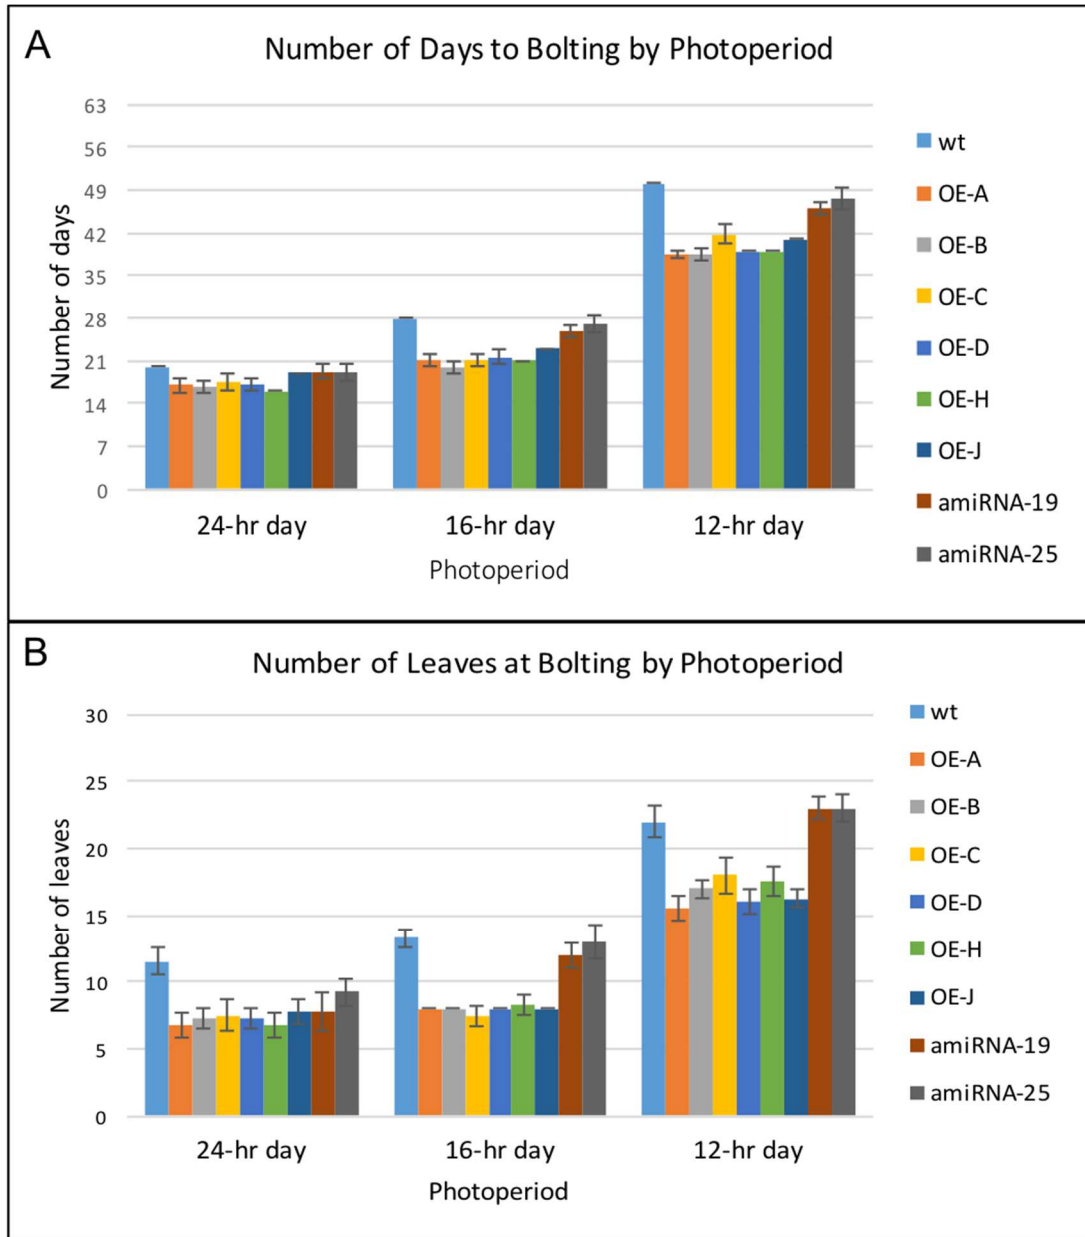 A
Number of Days to Bolting by Photoperiod
Number of days
63
56
49
42
35
28
21
14
7
0
24-hr day
16-hr day
12-hr day
Photoperiod
wt
OE-A
OE-B
OE-C
OE-D
OE-H
OE-J
amiRNA-19
amiRNA-25
B
Number of Leaves at Bolting by Photoperiod
Number of leaves
30
25
20
15
10
5
0
24-hr day
16-hr day
12-hr day
Photoperiod
wt
OE-A
OE-B
OE-C
OE-D
OE-H
OE-J
amiRNA-19
amiRNA-25